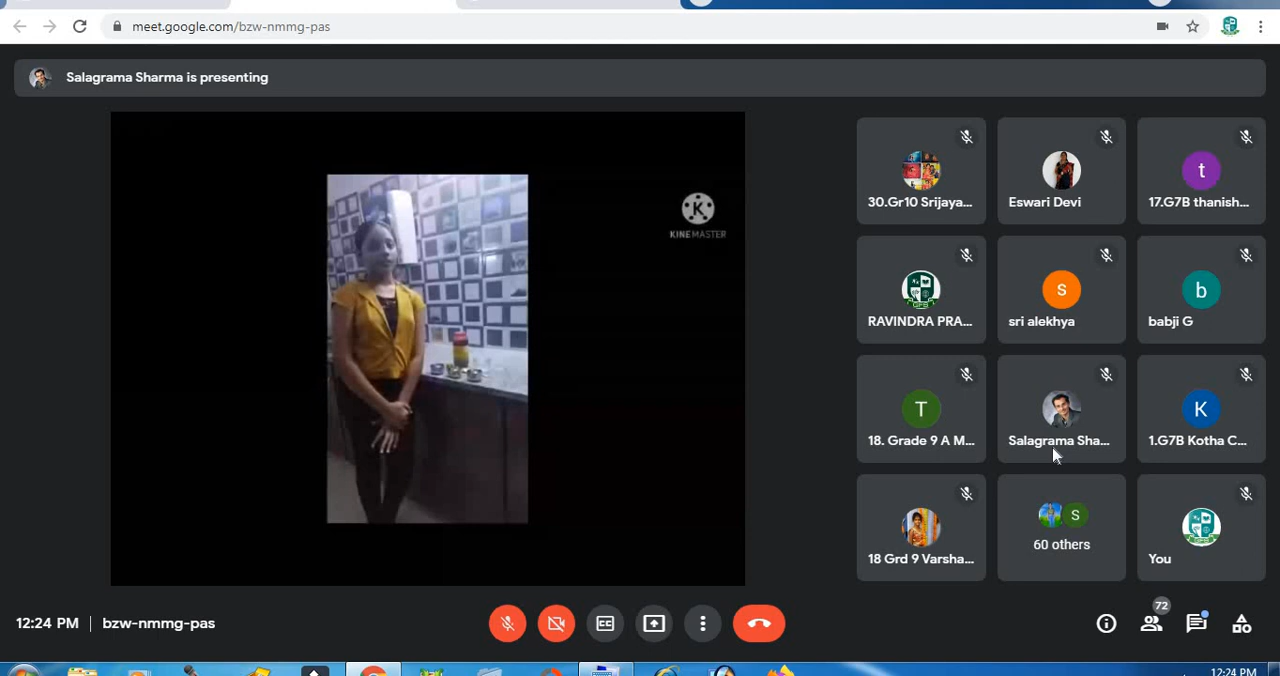 meet.google.com/bzw-nmmg-pas
Salagrama Sharma is presenting
K
KINEMASTER
30.Gr10 Srijaya...
Eswari Devi
t
17.G7B thanish...
RAVINDRA PRA...
s
sri alekhya
b
babji G
T
18. Grade 9 A M...
Salagrama Sha...
K
1.G7B Kotha C...
18 Grd 9 Varsha...
S
60 others
You
12:24 PM | bzw-nmmg-pas
72
12:24 PM